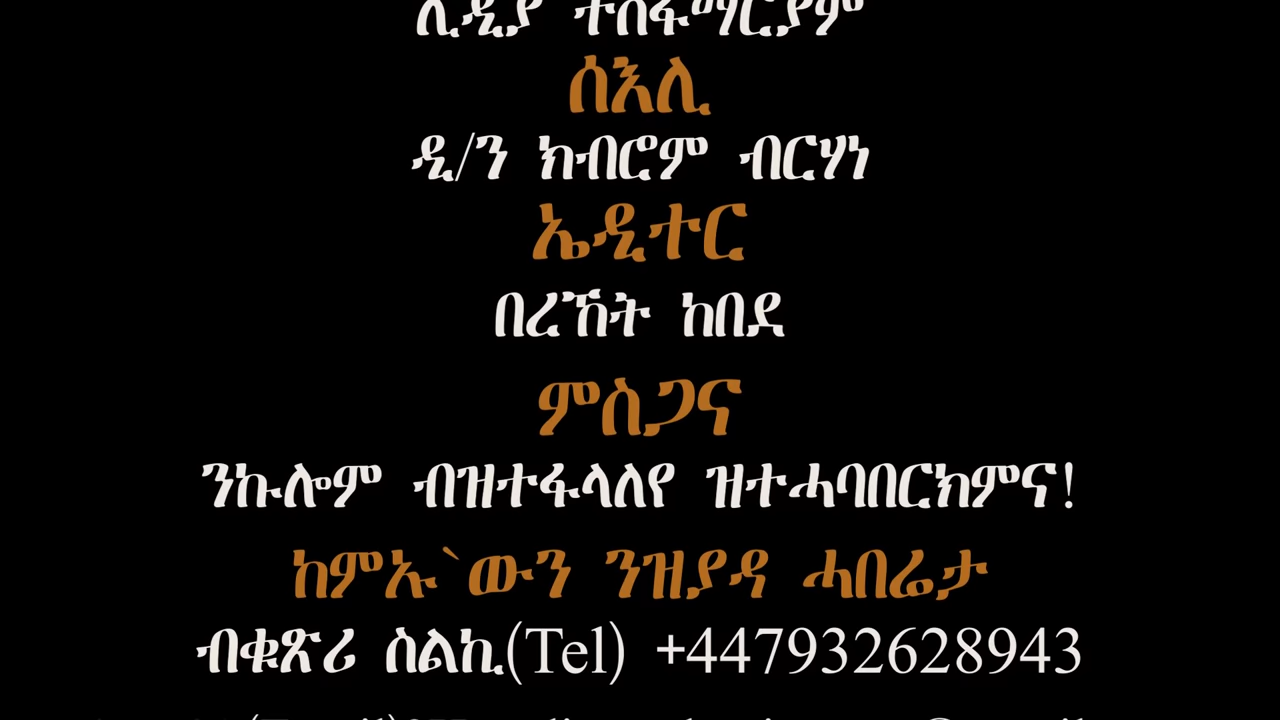 ሊዲያ ተስፋማርያም
ሰእሊ
ዲ/ን ክብሮም ብርሃነ
ኤዲተር
በረኸት ከበደ
ምስጋና
ንኩሎም ብዝተፋላለየ ዝተሓባበርክምና!
ከምኡ`ውን ንዝያዳ ሓበሬታ
ብቁጽሪ ስልኪ(Tel) +447932628943